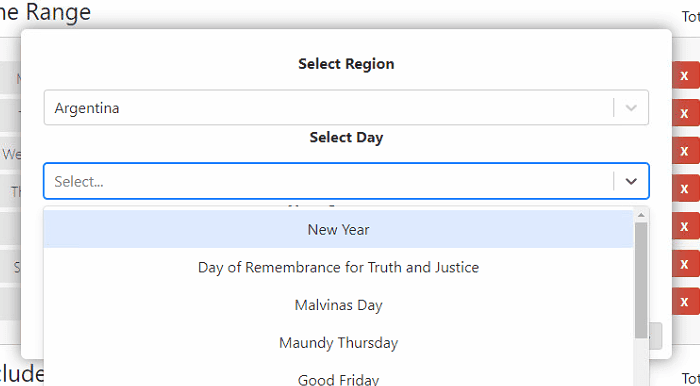 ne Range
Tot
Select Region
Argentina
Select Day
Select...
New Year
Day of Remembrance for Truth and Justice
Malvinas Day
Maundy Thursday
Good Friday
We
Th
S
X
X
X
X
X
X
X
clude
Tot